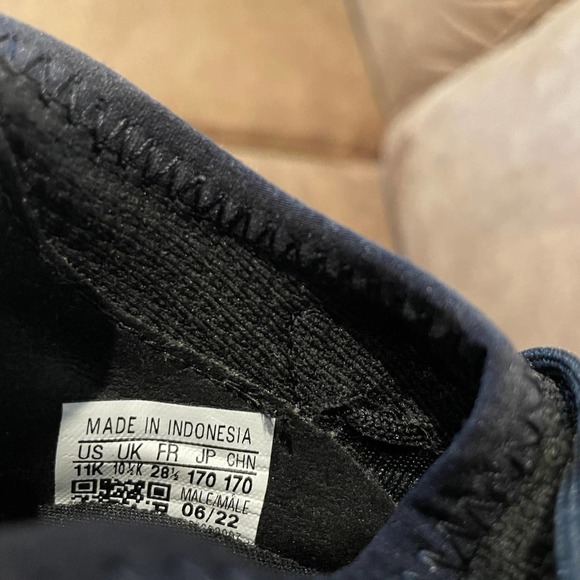 MADE IN INDONESIA
US UK FR JP CHN
11K 10½K 28½ 170 170
MALE/MÂLE
06/22